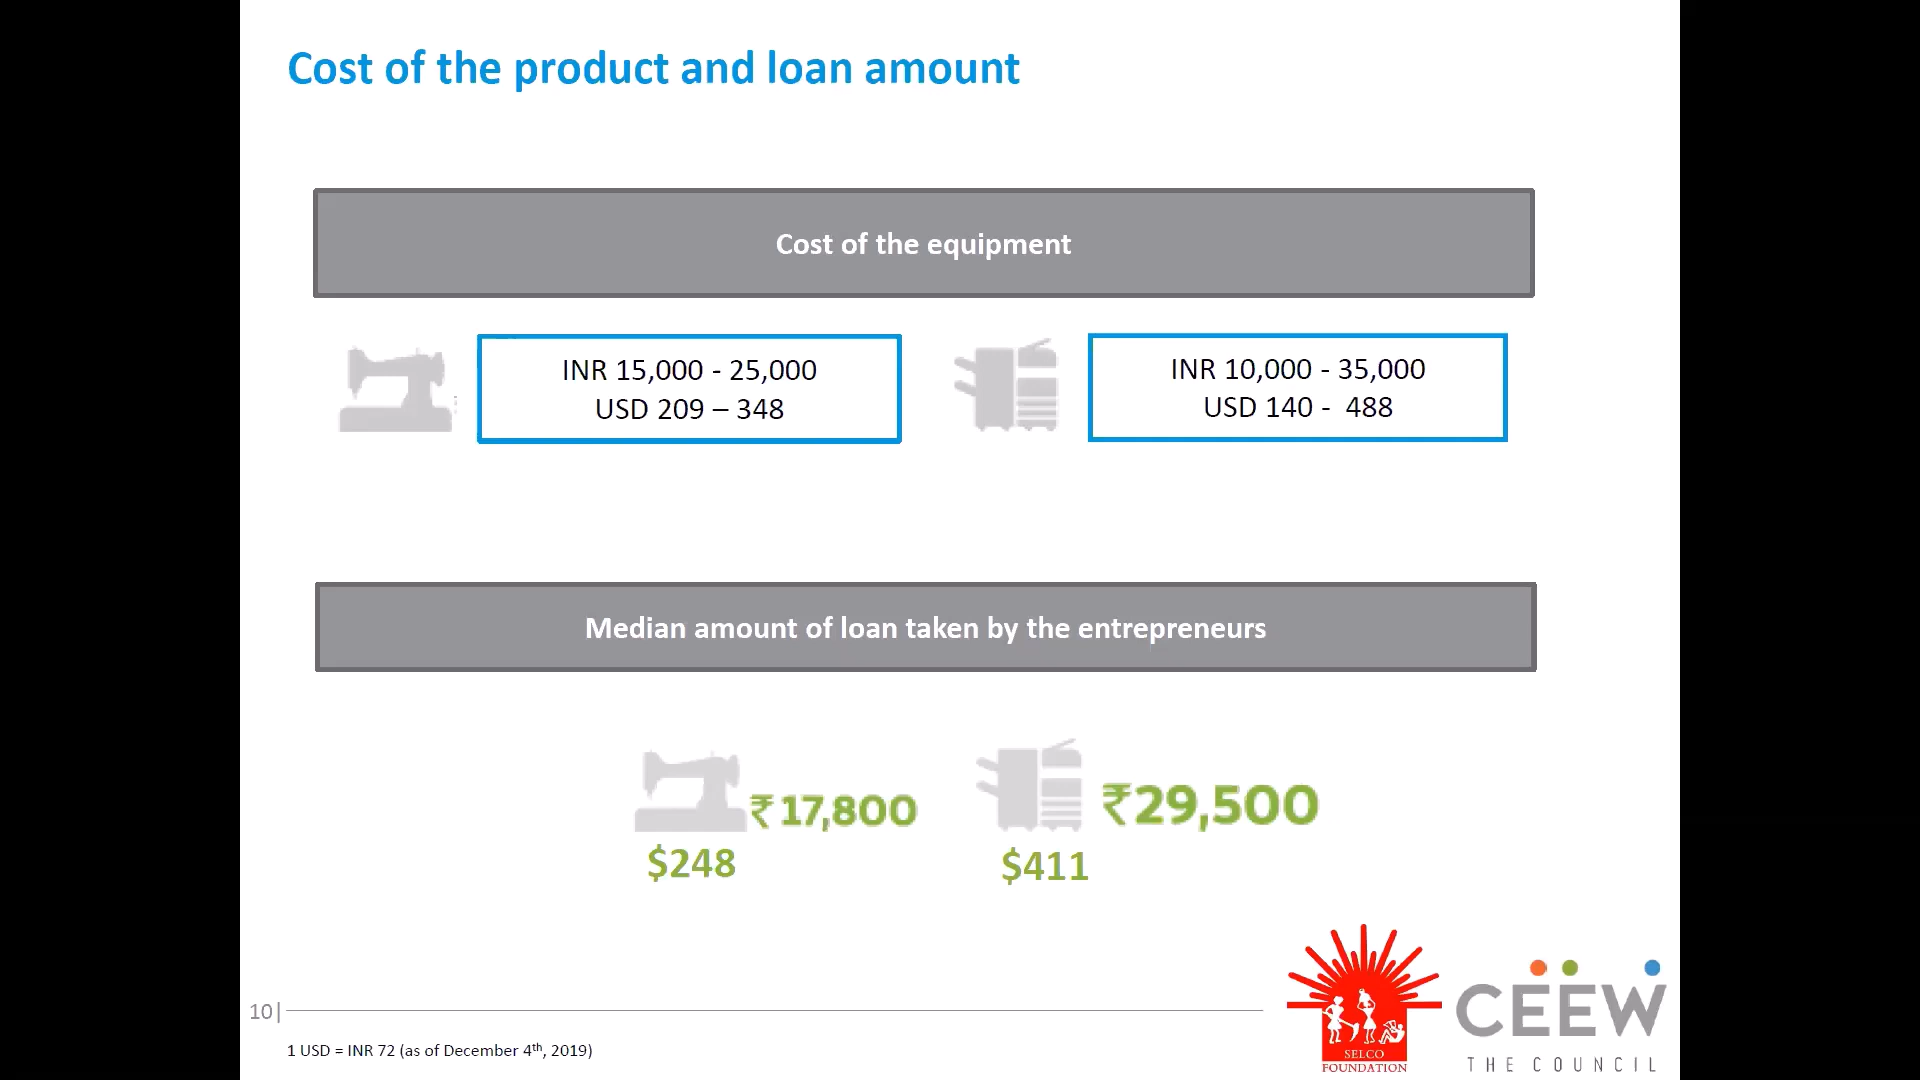 Cost of the product and loan amount
Cost of the equipment
INR 15,000 - 25,000
USD 209 – 348
INR 10,000 - 35,000
USD 140 -  488
Median amount of loan taken by the entrepreneurs
₹17,800
$248
₹29,500
$411
10|
1 USD = INR 72 (as of December 4th, 2019)
SELCO
FOUNDATION
CEEW
THE COUNCIL